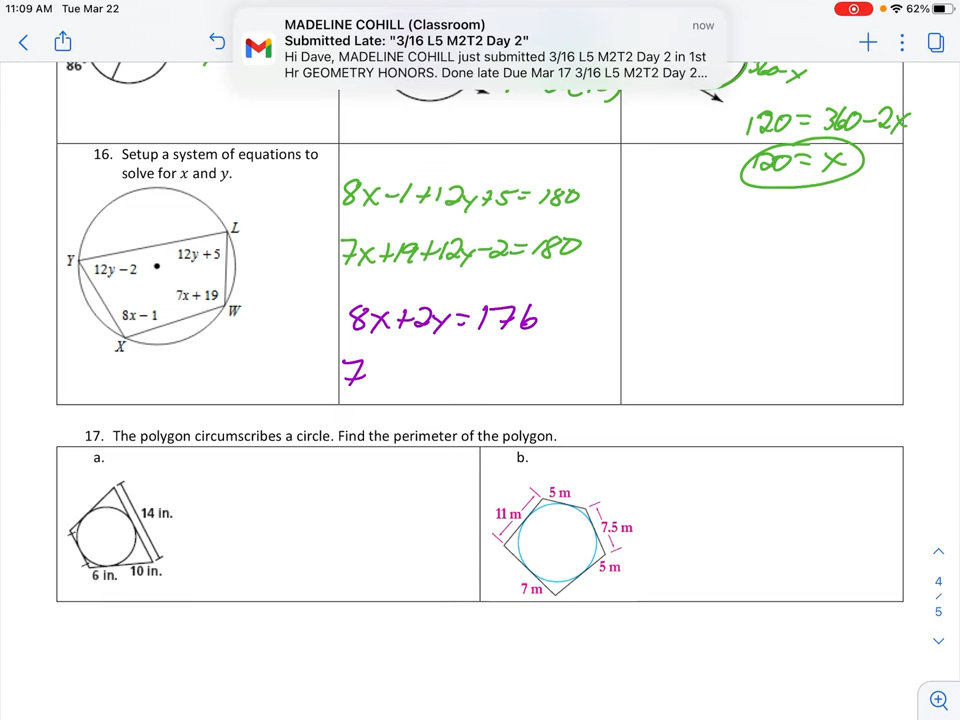 11:09 AM Tue Mar 22
62%
MADELINE COHILL (Classroom)
now
Submitted Late: "3/16 L5 M2T2 Day 2"
Hi Dave, MADELINE COHILL just submitted 3/16 L5 M2T2 Day 2 in 1st
Hr GEOMETRY HONORS. Done late Due Mar 17 3/16 L5 M2T2 Day 2...
86°
360-x
120 = 360-2x
120 = x
16. Setup a system of equations to
solve for x and y.
Y
L
W
X
12y – 2
12y + 5
7x + 19
8x – 1
8x-1+12y+5=180
7x+19+12y-2=180
8x+2y=176
7
17. The polygon circumscribes a circle. Find the perimeter of the polygon.
a.
14 in.
6 in.
10 in.
b.
5 m
11 m
7.5 m
5 m
7 m
4
/
5